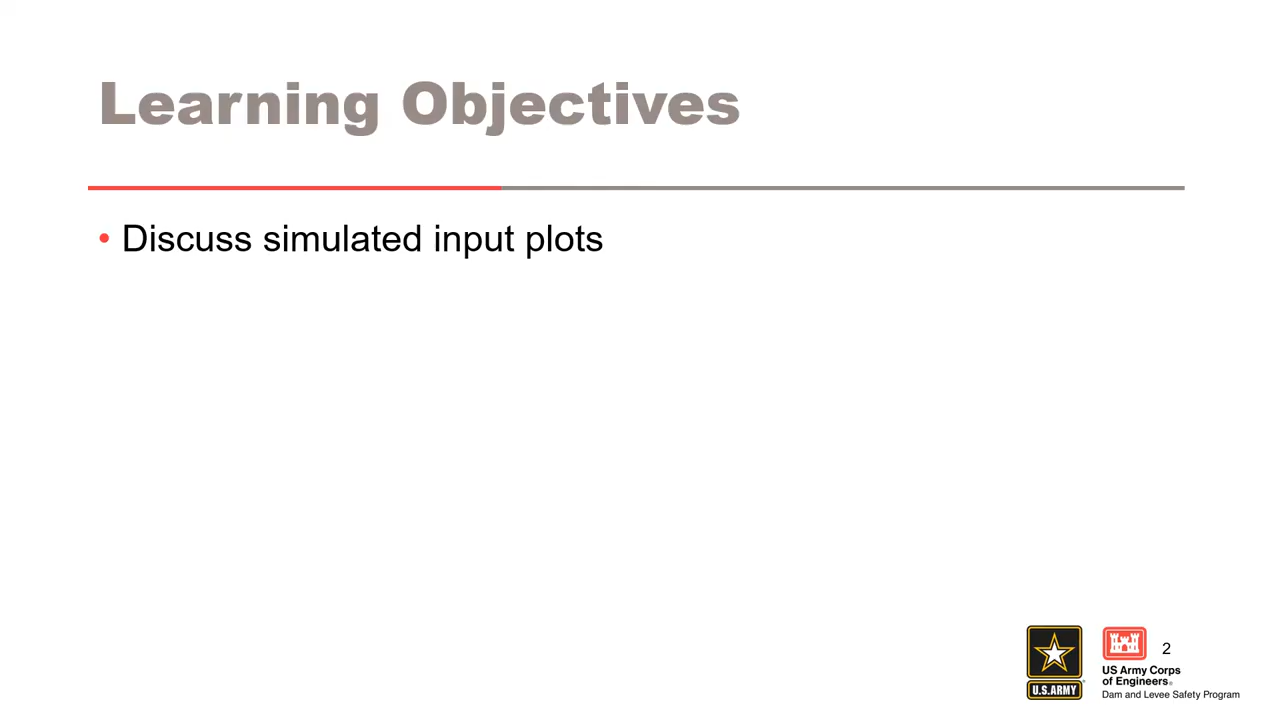 Learning Objectives
• Discuss simulated input plots
2
U.S.ARMY
US Army Corps
of Engineers®
Dam and Levee Safety Program